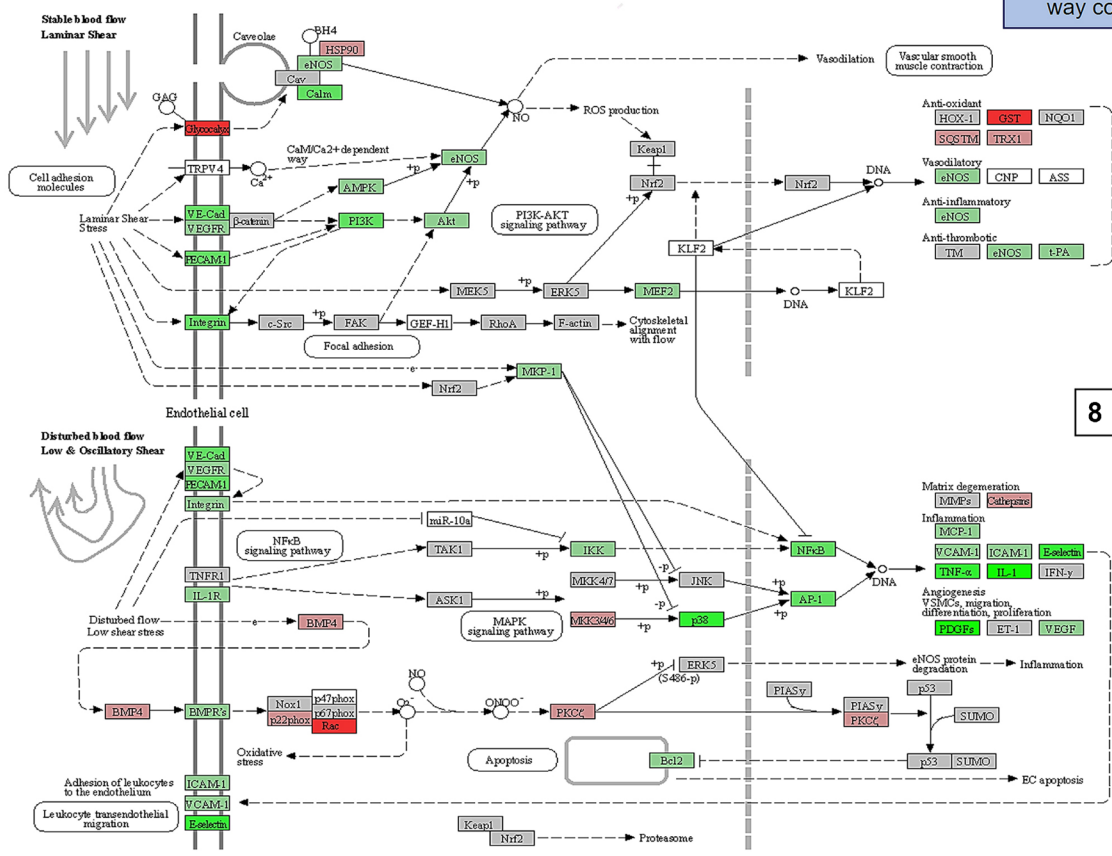 way co
Stable blood flow
Laminar Shear
Caveolae
BH4
HSP90
eNOS
Cav
Calm
Vasodilation
Vascular smooth
muscle contraction
GAG
Glycocalyx
NO
ROS production
Anti-oxidant
HOX-1
GST
NQO1
SQSTM
TRX1
Cell adhesion
molecules
TRPV4
Ca2+
CaM/Ca2+ dependent
way
eNOS
+p
+p
Keap1
Nrf2
Nrf2
DNA
Vasodilatory
eNOS
CNP
ASS
AMPK
Laminar Shear
Stress
VE-Cad
VEGFR
β-catenin
PI3K
Akt
PI3K-AKT
signaling pathway
+p
Anti-inflammatory
eNOS
KLF2
Anti-thrombotic
TM
eNOS
t-PA
PECAM1
MEK5
+p
ERK5
MEF2
DNA
KLF2
Integrin
c-Src
+p
FAK
GEF-H1
RhoA
F-actin
Cytoskeletal
alignment
with flow
Focal adhesion
e
MKP-1
Nrf2
Endothelial cell
8
Disturbed blood flow
Low & Oscillatory Shear
VE-Cad
VEGFR
PECAM1
Integrin
Matrix degeneration
MMPs
Cathepsins
miR-10a
Inflammation
MCP-1
NFκB
signaling pathway
TAK1
+p
IKK
NFκB
VCAM-1
ICAM-1
E-selectin
TNFR1
IL-1R
MKK4/7
+p
-p
JNK
+p
DNA
TNF-α
IL-1
IFN-γ
ASK1
+p
AP-1
Angiogenesis
VSMCs, migration,
differentiation, proliferation
PDGFs
ET-1
VEGF
Disturbed flow
Low shear stress
e
BMP4
MAPK
signaling pathway
MKK3/4/6
+p
-p
p38
+p
+p
(S486-p)
ERK5
eNOS protein
degradation
Inflammation
BMP4
BMPR's
Nox1
p22phox
p47phox
p67phox
Rac
O2-
NO
ONOO-
PKCζ
PIASy
PIASy
PKCζ
p53
SUMO
p53
SUMO
Oxidative
stress
Apoptosis
Bcl2
EC apoptosis
Adhesion of leukocytes
to the endothelium
ICAM-1
VCAM-1
E-selectin
Leukocyte transendothelial
migration
Keap1
Nrf2
Proteasome